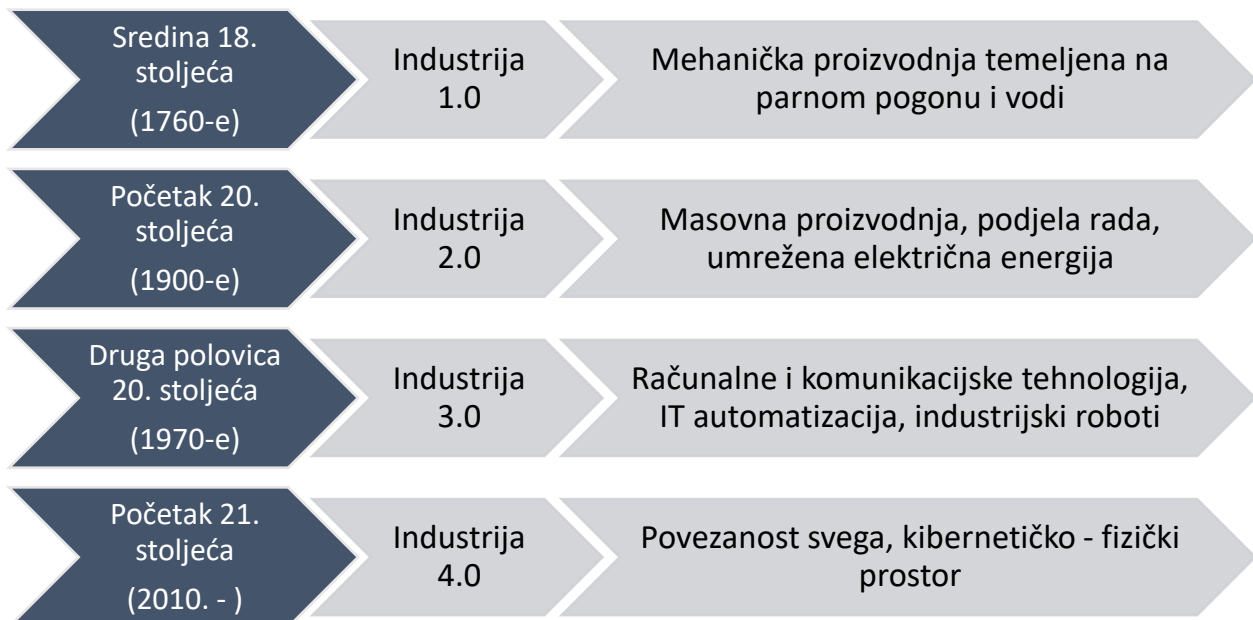 Sredina 18.
stoljeća
(1760-e)
Industrija
1.0
Mehanička proizvodnja temeljena na
parnom pogonu i vodi
Početak 20.
stoljeća
(1900-e)
Industrija
2.0
Masovna proizvodnja, podjela rada,
umrežena električna energija
Druga polovica
20. stoljeća
(1970-e)
Industrija
3.0
Računalne i komunikacijske tehnologija,
IT automatizacija, industrijski roboti
Početak 21.
stoljeća
(2010. - )
Industrija
4.0
Povezanost svega, kibernetičko - fizički
prostor